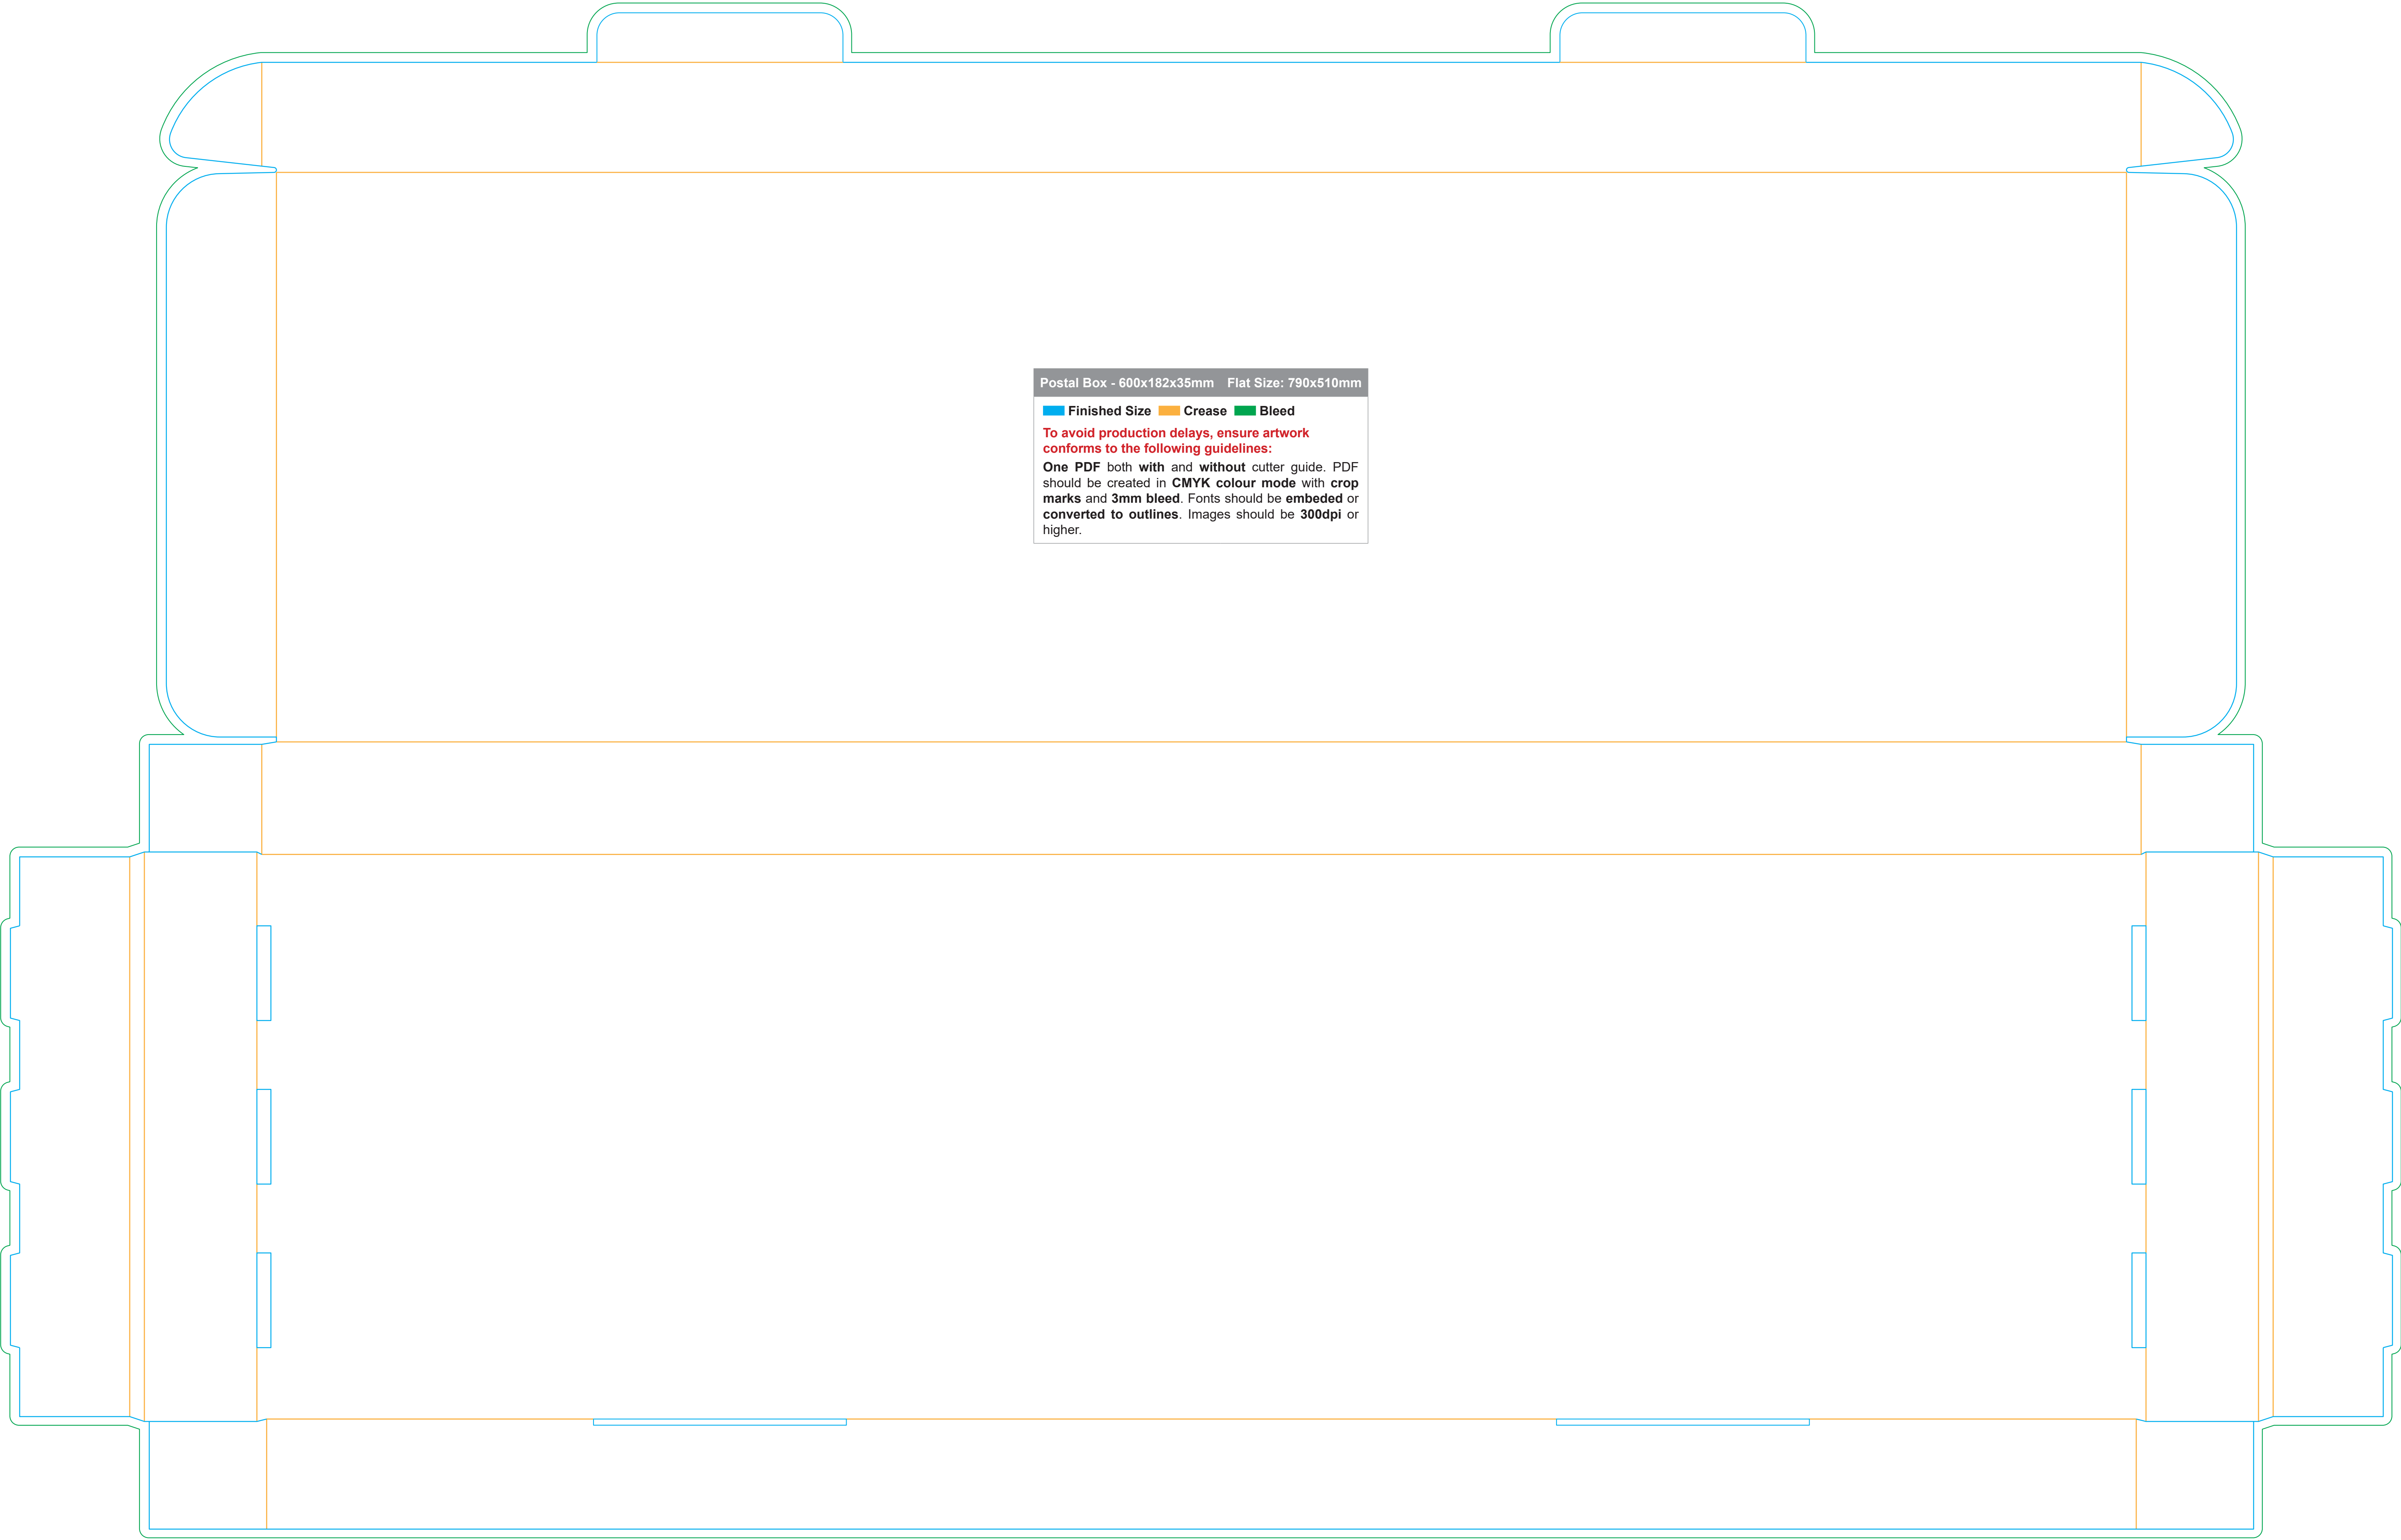 Postal Box - 600x182x35mm Flat Size: 790x510mm
Finished Size Crease Bleed
To avoid production delays, ensure artwork
conforms to the following guidelines:
One PDF both with and without cutter guide. PDF
should be created in CMYK colour mode with crop
marks and 3mm bleed. Fonts should be embeded or
converted to outlines. Images should be 300dpi or
higher.